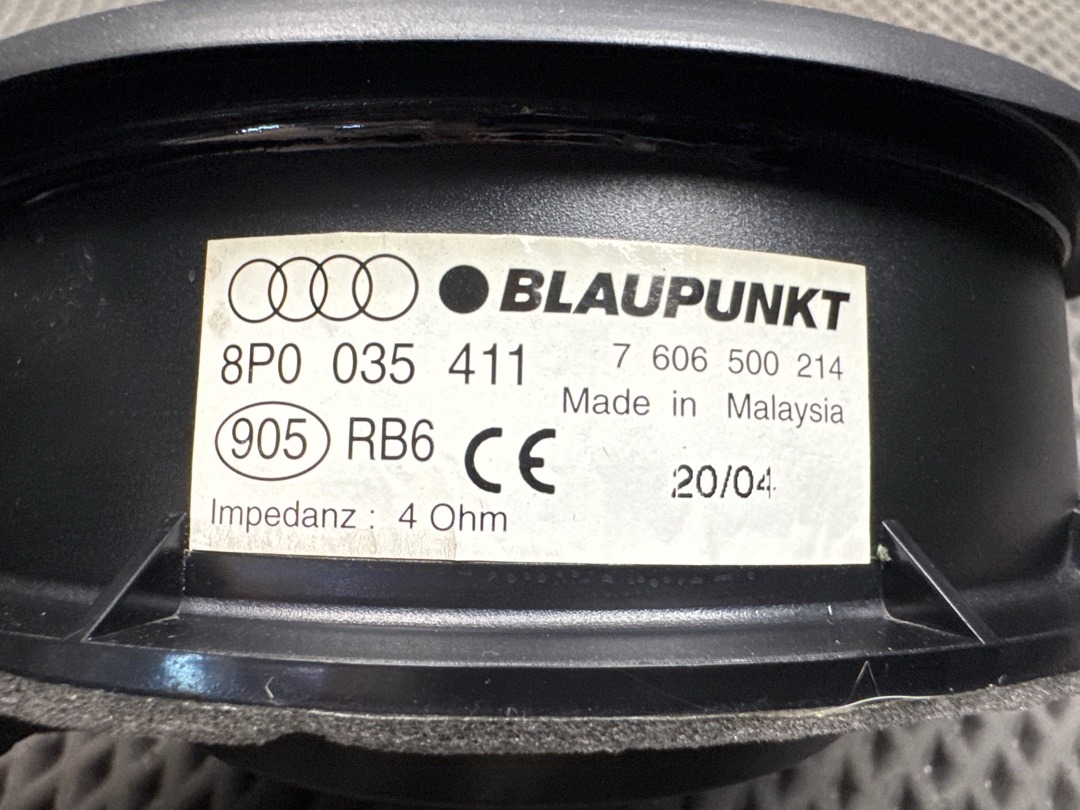 BLAUPUNKT
8P0 035 411 7 606 500 214
Made in Malaysia
905 RB6 CE 20/04
Impedanz : 4 Ohm